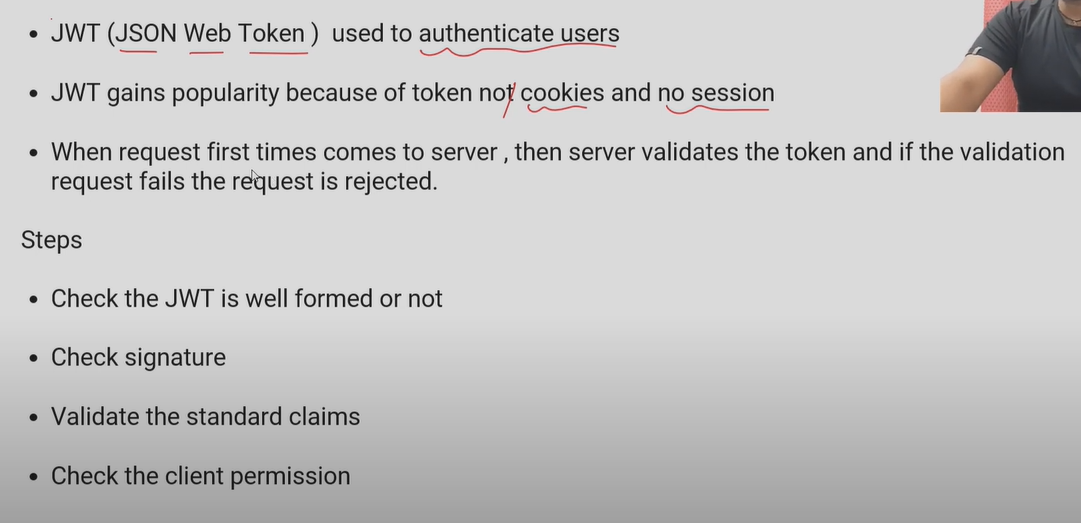 JWT (JSON Web Token ) used to authenticate users
JWT gains popularity because of token not cookies and no session
When request first times comes to server , then server validates the token and if the validation
request fails the request is rejected.
Steps
Check the JWT is well formed or not
Check signature
Validate the standard claims
Check the client permission